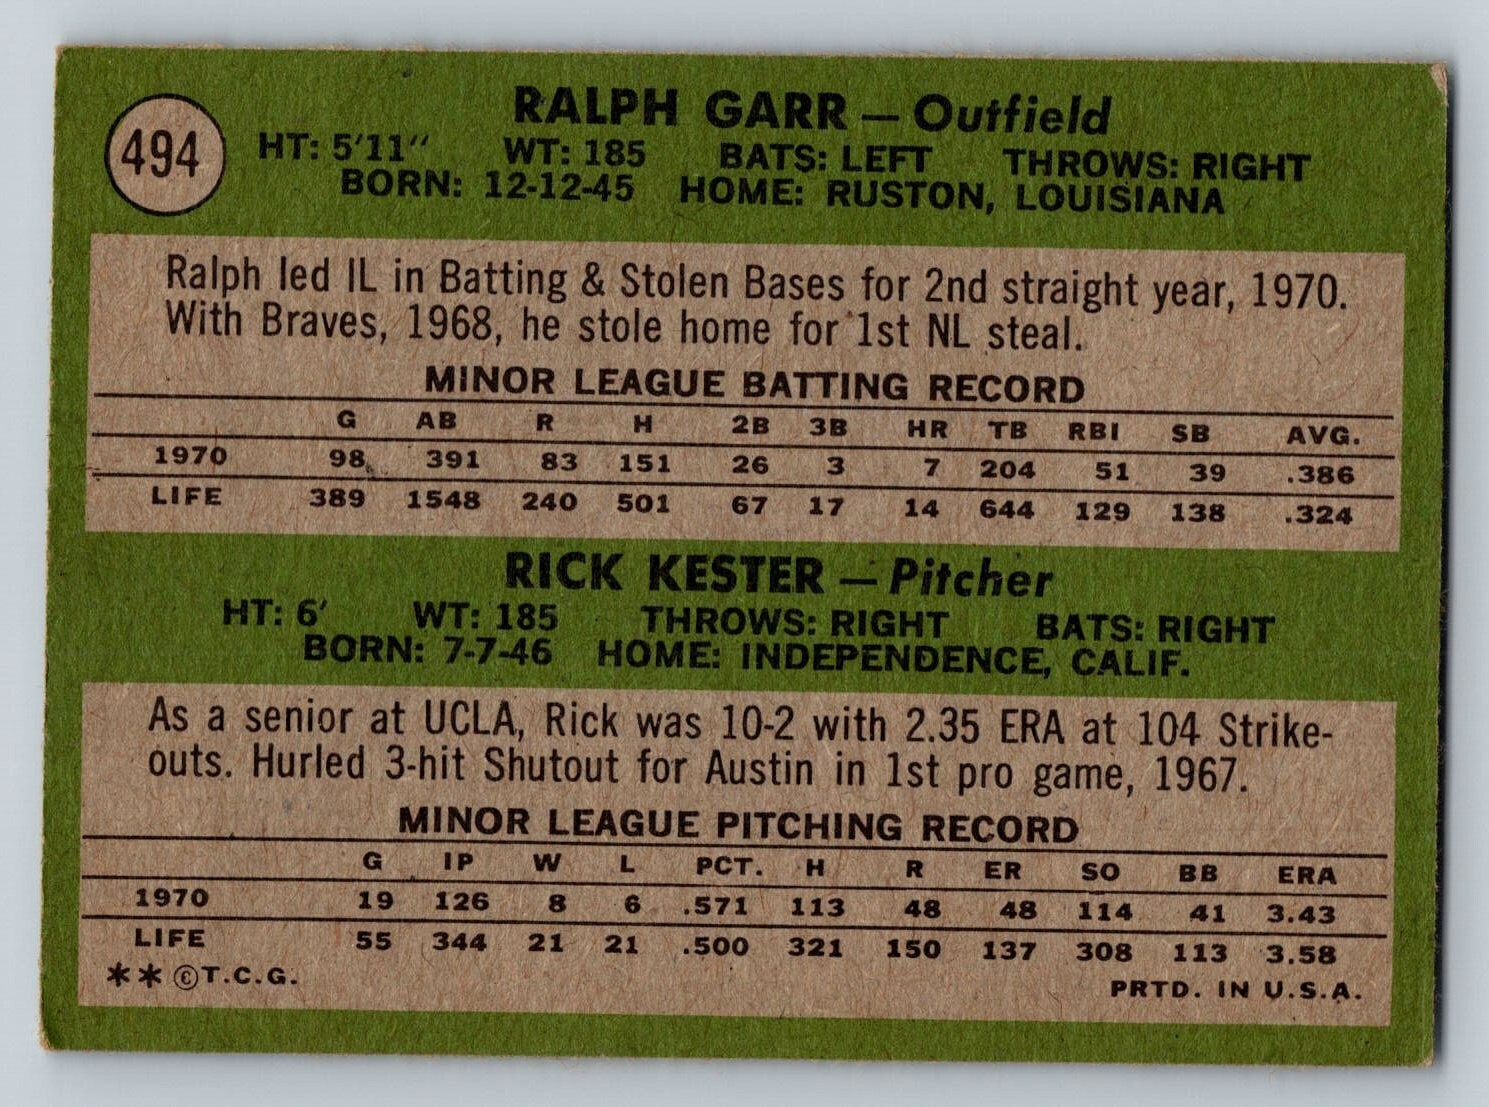 494
RALPH GARR — Outfield
HT: 5'11" WT: 185 BATS: LEFT THROWS: RIGHT
BORN: 12-12-45 HOME: RUSTON, LOUISIANA
Ralph led IL in Batting & Stolen Bases for 2nd straight year, 1970.
With Braves, 1968, he stole home for 1st NL steal.
MINOR LEAGUE BATTING RECORD
G AB R H 2B 3B HR TB RBI SB AVG.
1970 98 391 83 151 26 3 7 204 51 39 .386
LIFE 389 1548 240 501 67 17 14 644 129 138 .324
RICK KESTER — Pitcher
HT: 6' WT: 185 THROWS: RIGHT BATS: RIGHT
BORN: 7-7-46 HOME: INDEPENDENCE, CALIF.
As a senior at UCLA, Rick was 10-2 with 2.35 ERA at 104 Strike-
outs. Hurled 3-hit Shutout for Austin in 1st pro game, 1967.
MINOR LEAGUE PITCHING RECORD
G IP W L PCT. H R ER SO BB ERA
1970 19 126 8 6 .571 113 48 48 114 41 3.43
LIFE 55 344 21 21 .500 321 150 137 308 113 3.58
** © T.C.G. PRTD. IN U.S.A.